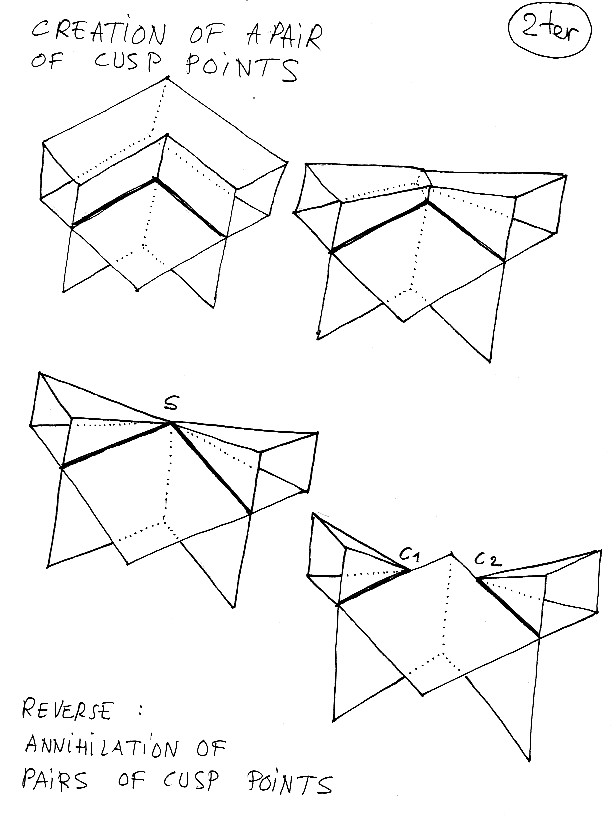 CREATION OF A PAIR
2ter
OF CUSP POINTS
S
C1
C2
REVERSE :
ANNIHILATION OF
PAIRS OF CUSP POINTS